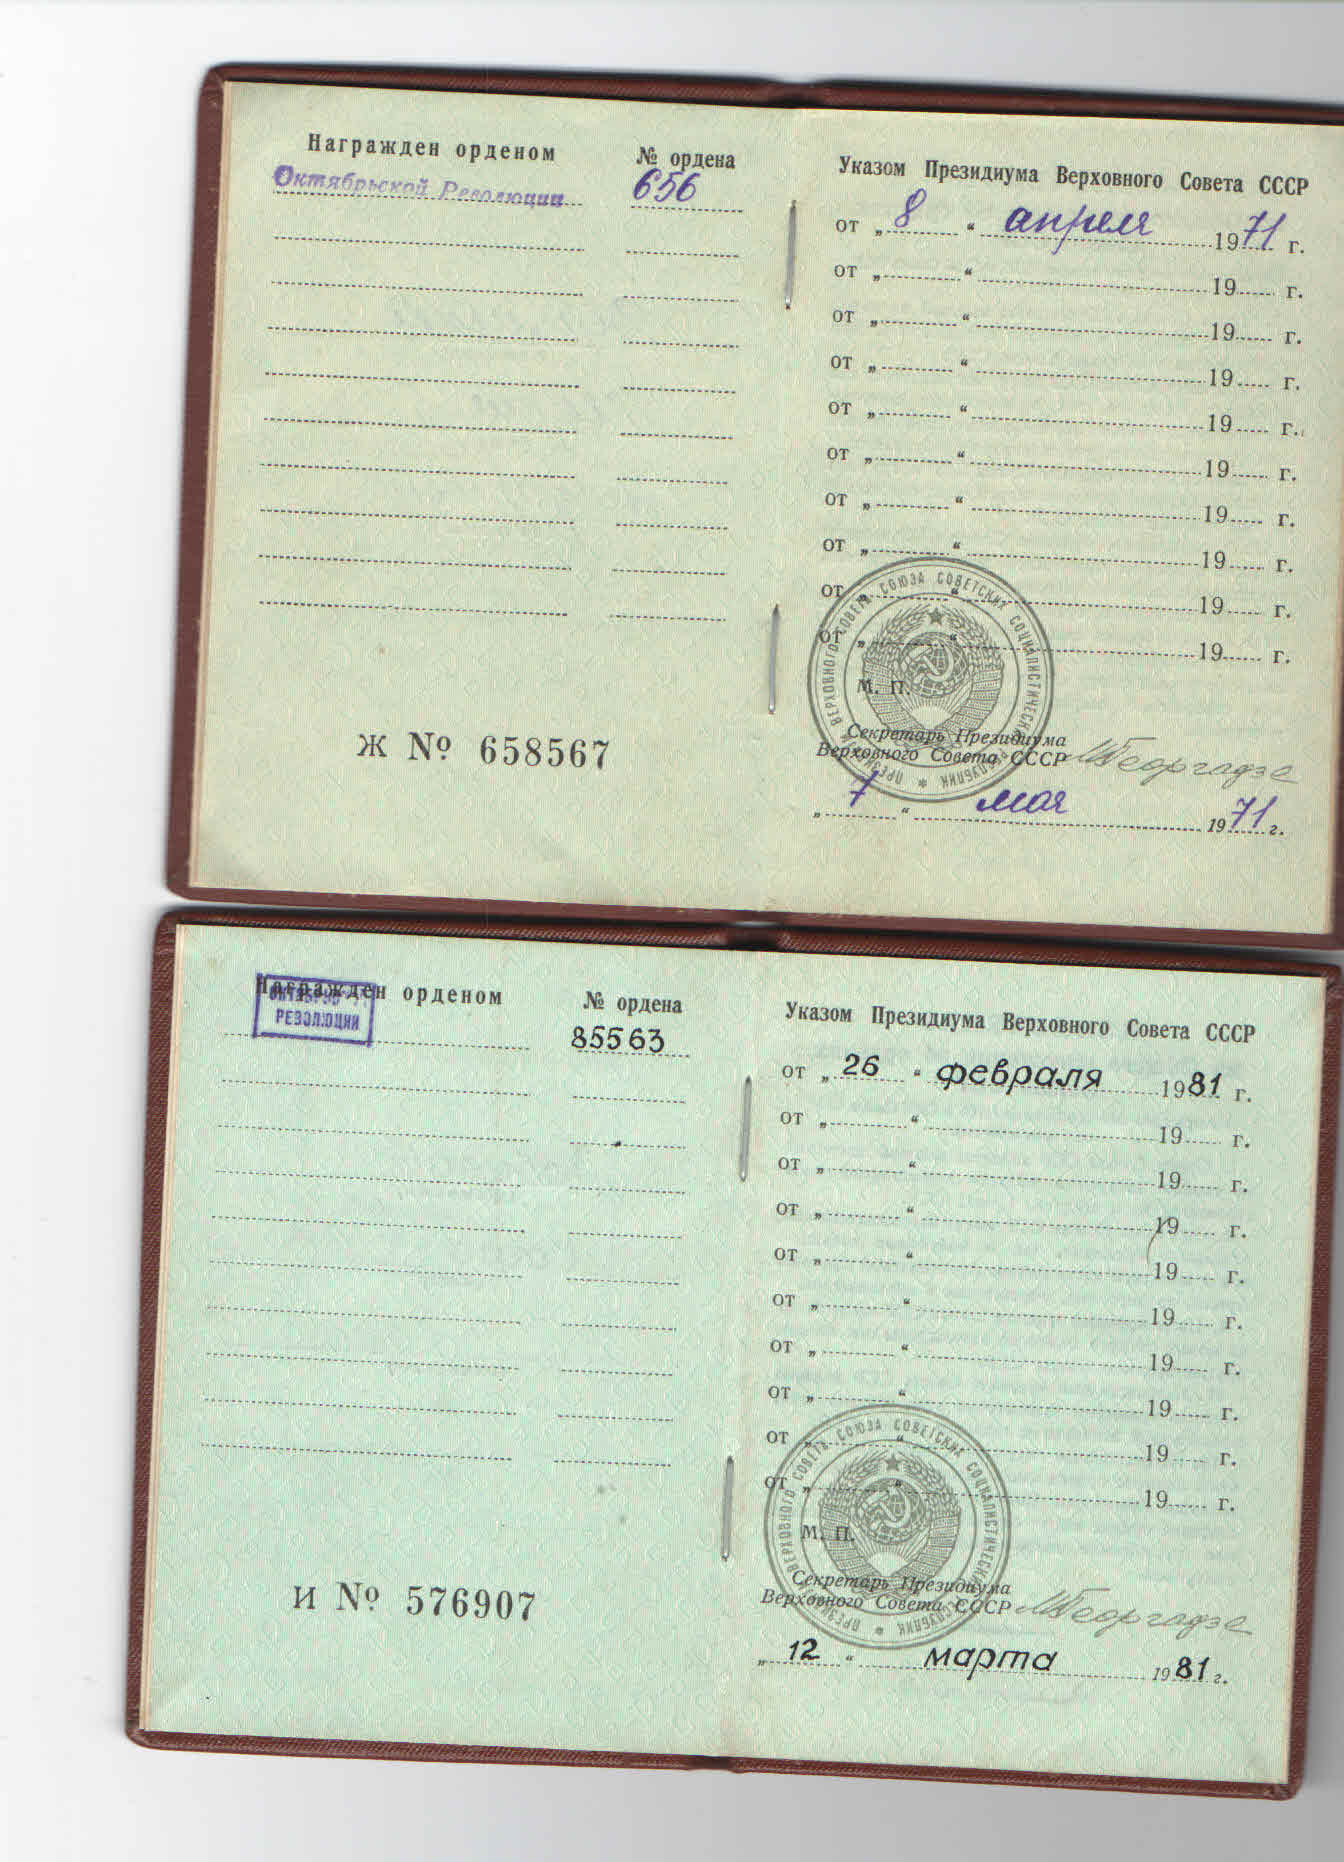 Награжден орденом
№ ордена
Октябрьской Революции
656
Указом Президиума Верховного Совета СССР
от „ 8 “ апреля 1971 г.
от „ “ 19 г.
от „ “ 19 г.
от „ “ 19 г.
от „ “ 19 г.
от „ “ 19 г.
от „ “ 19 г.
от „ “ 19 г.
от „ “ 19 г.
от „ “ 19 г.
М. П.
ПРЕЗИДИУМ ВЕРХОВНОГО СОВЕТА СОЮЗА СОВЕТСКИХ СОЦИАЛИСТИЧЕСКИХ РЕСПУБЛИК
Секретарь Президиума
Верховного Совета СССР
МГеоргадзе
„ 7 “ мая 1971 г.
Ж № 658567
Награжден орденом
№ ордена
ОКТЯБРЬСКОЙ
РЕВОЛЮЦИИ
85563
Указом Президиума Верховного Совета СССР
от „ 26 “ февраля 1981 г.
от „ “ 19 г.
от „ “ 19 г.
от „ “ 19 г.
от „ “ 19 г.
от „ “ 19 г.
от „ “ 19 г.
от „ “ 19 г.
от „ “ 19 г.
от „ “ 19 г.
М. П.
ПРЕЗИДИУМ ВЕРХОВНОГО СОВЕТА СОЮЗА СОВЕТСКИХ СОЦИАЛИСТИЧЕСКИХ РЕСПУБЛИК
Секретарь Президиума
Верховного Совета СССР
МГеоргадзе
„ 12 “ марта 1981 г.
И № 576907